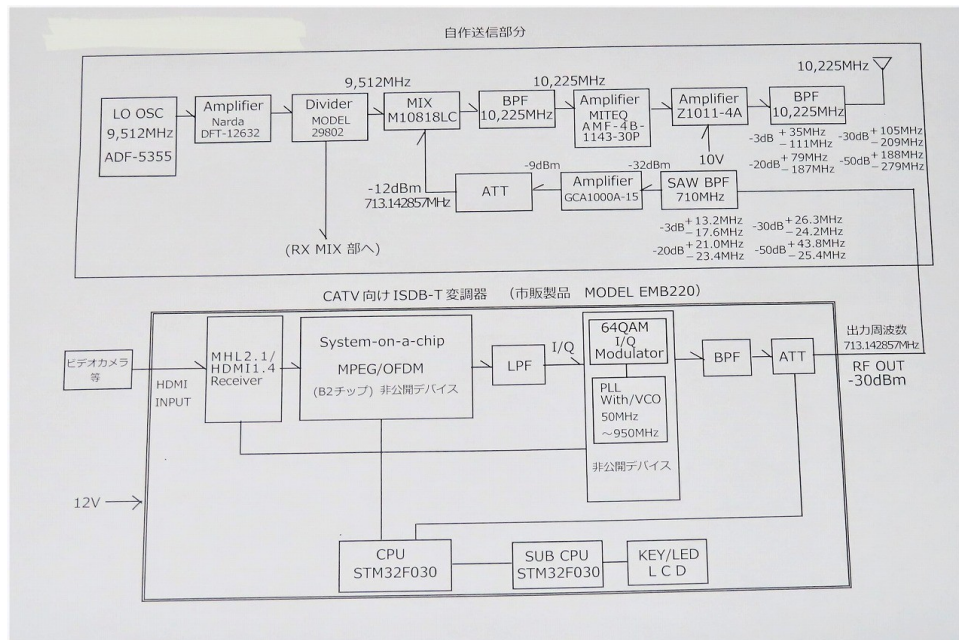 自作送信部分
LO OSC
9,512MHz
ADF-5355
Amplifier
Narda
DFT-12632
Divider
MODEL
29802
9,512MHz
MIX
M10818LC
BPF
10,225MHz
10,225MHz
Amplifier
MITEQ
AMF-4B-
1143-30P
Amplifier
Z1011-4A
10V
BPF
10,225MHz
10,225MHz
-3dB +35MHz -111MHz
-30dB +105MHz -209MHz
-20dB +79MHz -187MHz
-50dB +188MHz -279MHz
-12dBm
713.142857MHz
ATT
-9dBm
Amplifier
GCA1000A-15
-32dBm
SAW BPF
710MHz
-3dB +13.2MHz -17.6MHz
-30dB +26.3MHz -24.2MHz
-20dB +21.0MHz -23.4MHz
-50dB +43.8MHz -25.4MHz
(RX MIX 部へ)
CATV 向け ISDB-T 変調器 (市販製品 MODEL EMB220)
ビデオカメラ
等
HDMI
INPUT
MHL2.1/
HDMI1.4
Receiver
System-on-a-chip
MPEG/OFDM
(B2チップ) 非公開デバイス
LPF
I/Q
64QAM
I/Q
Modulator
PLL
With/VCO
50MHz
～950MHz
非公開デバイス
BPF
ATT
出力周波数
713.142857MHz
RF OUT
-30dBm
12V
CPU
STM32F030
SUB CPU
STM32F030
KEY/LED
LCD